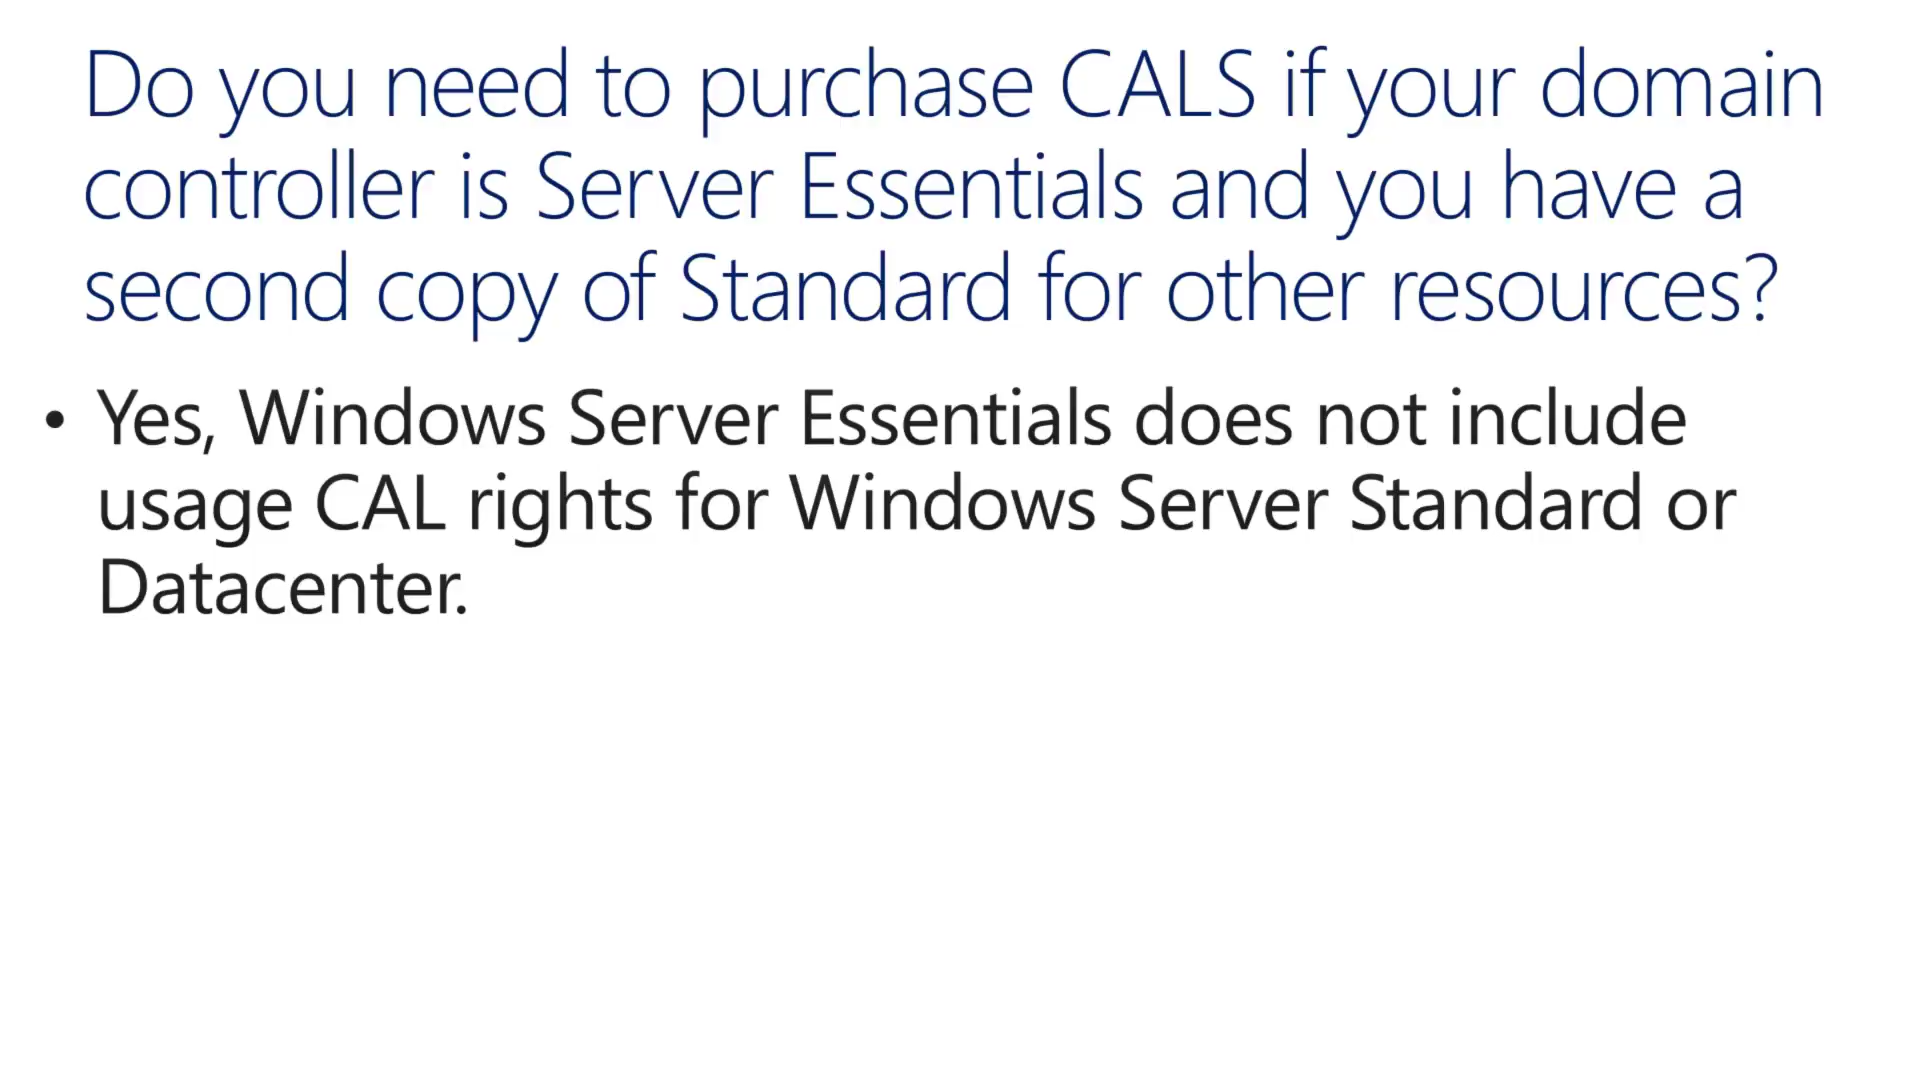 Do you need to purchase CALS if your domain
controller is Server Essentials and you have a
second copy of Standard for other resources?
• Yes, Windows Server Essentials does not include
usage CAL rights for Windows Server Standard or
Datacenter.